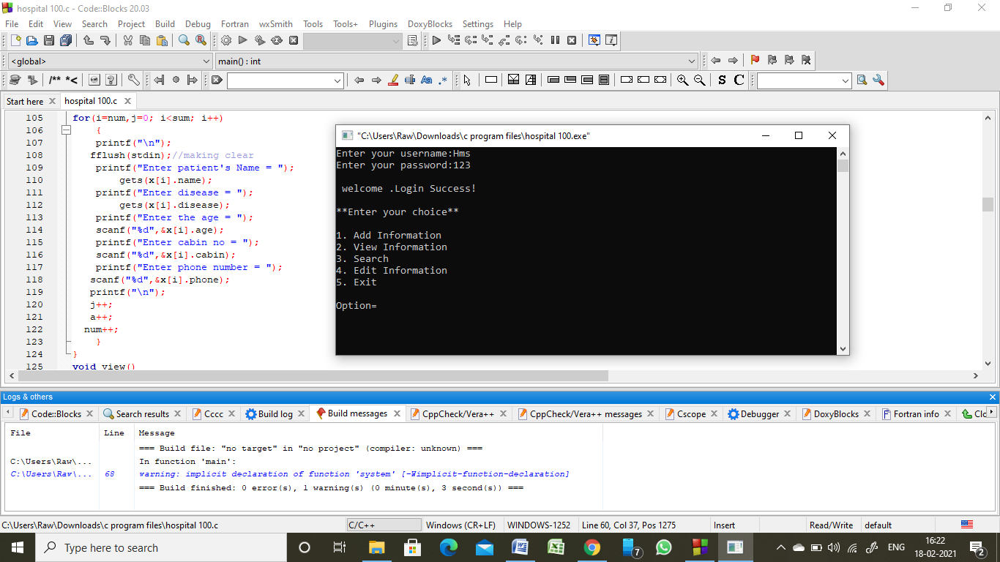 hospital 100.c - Code::Blocks 20.03
File Edit View Search Project Build Debug Fortran wxSmith Tools Tools+ Plugins DoxyBlocks Settings Help
<global> main() : int
/** *< Aa .* S C
Start here hospital 100.c
105 for(i=num,j=0; i<sum; i++)
106 {
107 printf("\n");
108 fflush(stdin);//making clear
109 printf("Enter patient's Name = ");
110 gets(x[i].name);
111 printf("Enter disease = ");
112 gets(x[i].disease);
113 printf("Enter the age = ");
114 scanf("%d",&x[i].age);
115 printf("Enter cabin no = ");
116 scanf("%d",&x[i].cabin);
117 printf("Enter phone number = ");
118 scanf("%d",&x[i].phone);
119 printf("\n");
120 j++;
121 a++;
122 num++;
123 }
124 }
125 void view()
"C:\Users\Raw\Downloads\c program files\hospital 100.exe"
Enter your username:Hms
Enter your password:123
welcome .Login Success!
**Enter your choice**
1. Add Information
2. View Information
3. Search
4. Edit Information
5. Exit
Option=
Logs & others
Code::Blocks Search results Cccc Build log Build messages CppCheck/Vera++ CppCheck/Vera++ messages Cscope Debugger DoxyBlocks Fortran info Clo
File Line Message
=== Build file: "no target" in "no project" (compiler: unknown) ===
C:\Users\Raw\... In function 'main':
C:\Users\Raw\... 68 warning: implicit declaration of function 'system' [-Wimplicit-function-declaration]
=== Build finished: 0 error(s), 1 warning(s) (0 minute(s), 3 second(s)) ===
C:\Users\Raw\Downloads\c program files\hospital 100.c C/C++ Windows (CR+LF) WINDOWS-1252 Line 60, Col 37, Pos 1275 Insert Read/Write default
Type here to search 7 ENG 16:22 2
18-02-2021